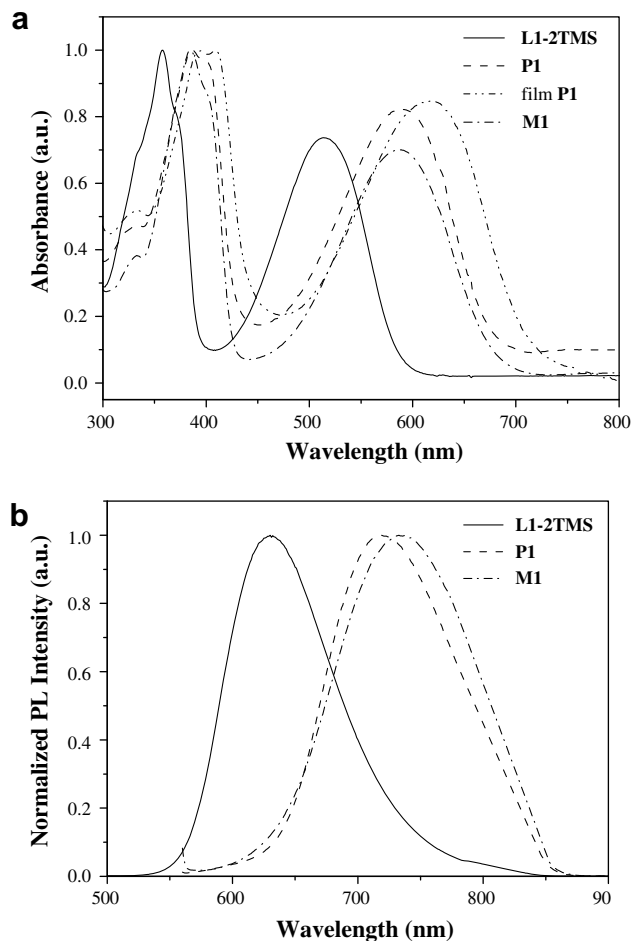 a
L1-2TMS
P1
film P1
M1
1.0
0.8
0.6
0.4
0.2
0.0
Absorbance (a.u.)
300 400 500 600 700 800
Wavelength (nm)
b
L1-2TMS
P1
M1
1.0
0.8
0.6
0.4
0.2
0.0
Normalized PL Intensity (a.u.)
500 600 700 800 90
Wavelength (nm)